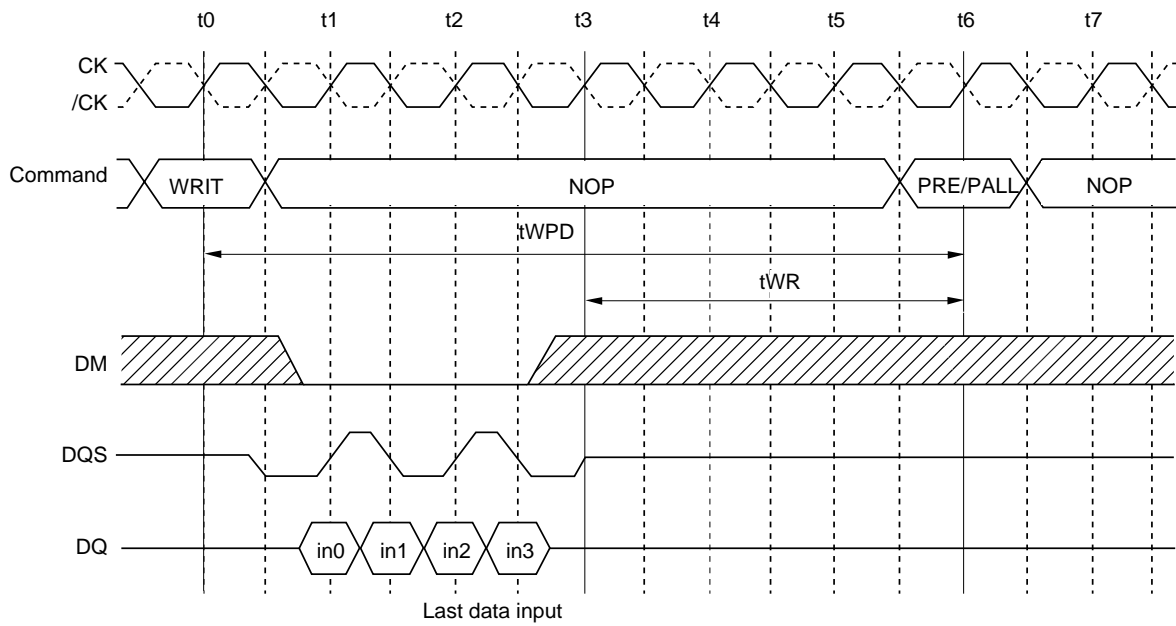 t0 t1 t2 t3 t4 t5 t6 t7
CK
/CK
Command WRIT NOP PRE/PALL NOP
tWPD
tWR
DM
DQS
DQ in0 in1 in2 in3
Last data input